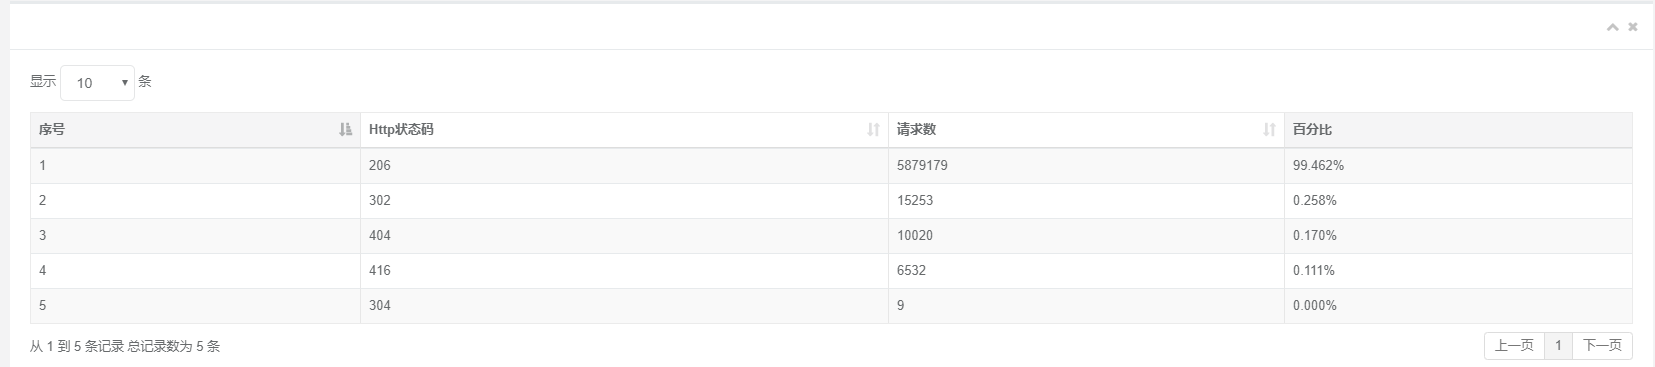 显示 10 条
序号 Http状态码 请求数 百分比
1 206 5879179 99.462%
2 302 15253 0.258%
3 404 10020 0.170%
4 416 6532 0.111%
5 304 9 0.000%
从 1 到 5 条记录 总记录数为 5 条 上一页 1 下一页